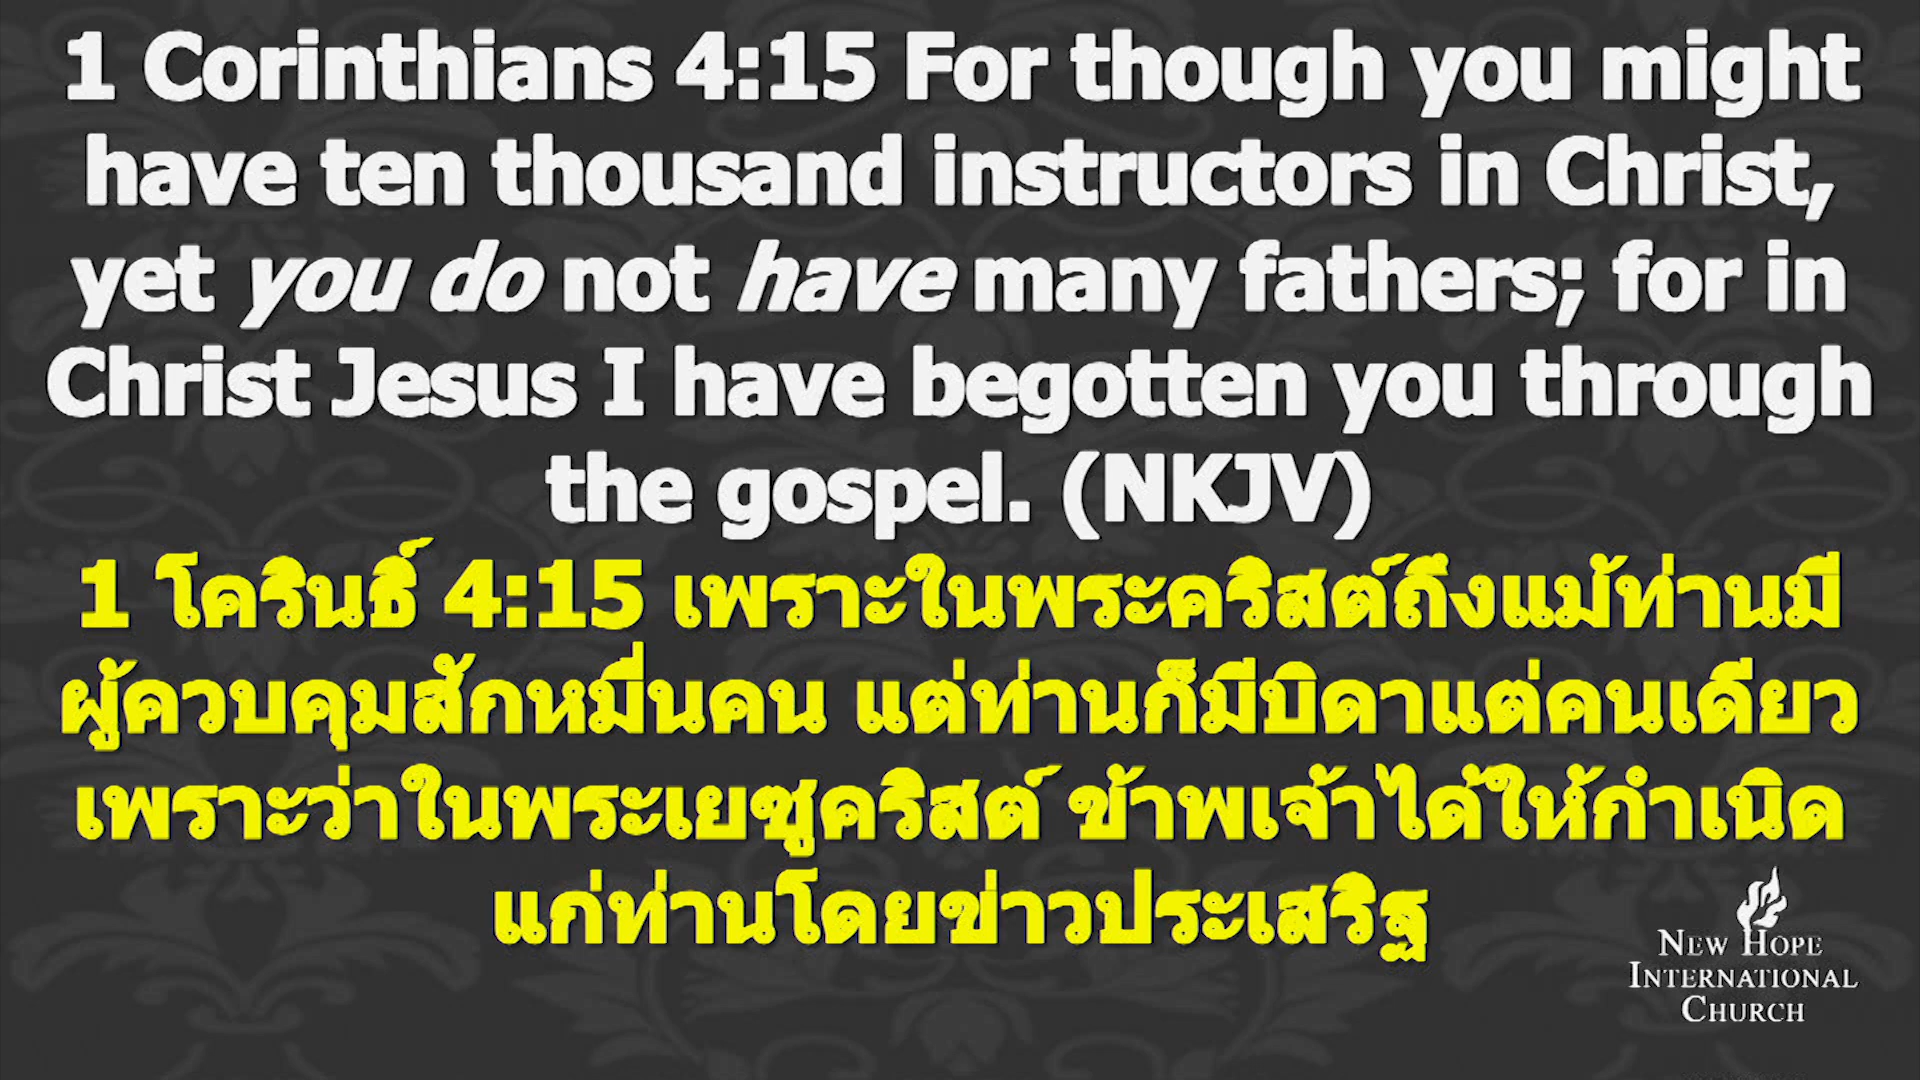 1 Corinthians 4:15 For though you might
have ten thousand instructors in Christ,
yet you do not have many fathers; for in
Christ Jesus I have begotten you through
the gospel. (NKJV)
1 โครินธิ์ 4:15 เพราะในพระคริสต์ถึงแม้ท่านมี
ผู้ควบคุมสักหมื่นคน แต่ท่านก็มีบิดาแต่คนเดียว
เพราะว่าในพระเยซูคริสต์ ข้าพเจ้าได้ให้กำเนิด
แก่ท่านโดยข่าวประเสริฐ
NEW HOPE
INTERNATIONAL
CHURCH